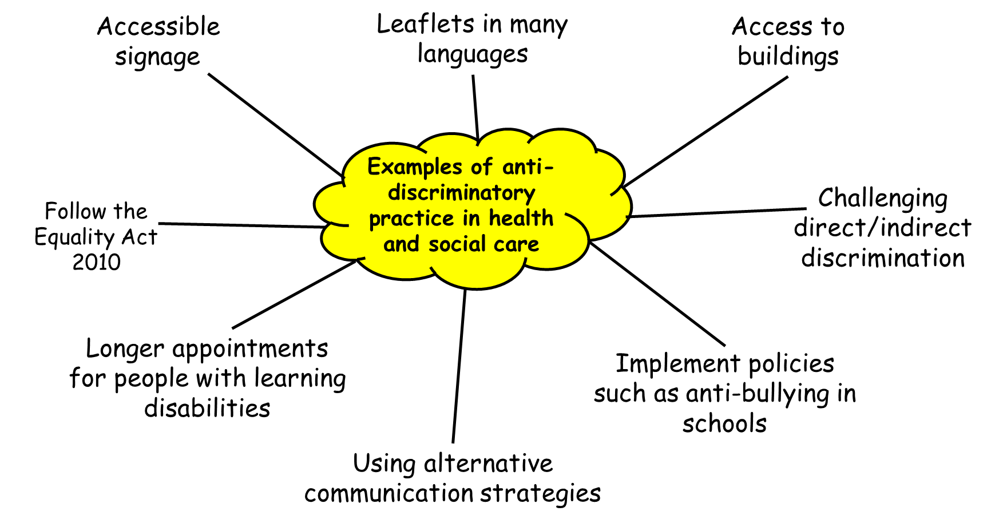 Accessible
signage
Leaflets in many
languages
Access to
buildings
Examples of anti-
discriminatory
practice in health
and social care
Follow the
Equality Act
2010
Challenging
direct/indirect
discrimination
Longer appointments
for people with learning
disabilities
Implement policies
such as anti-bullying in
schools
Using alternative
communication strategies